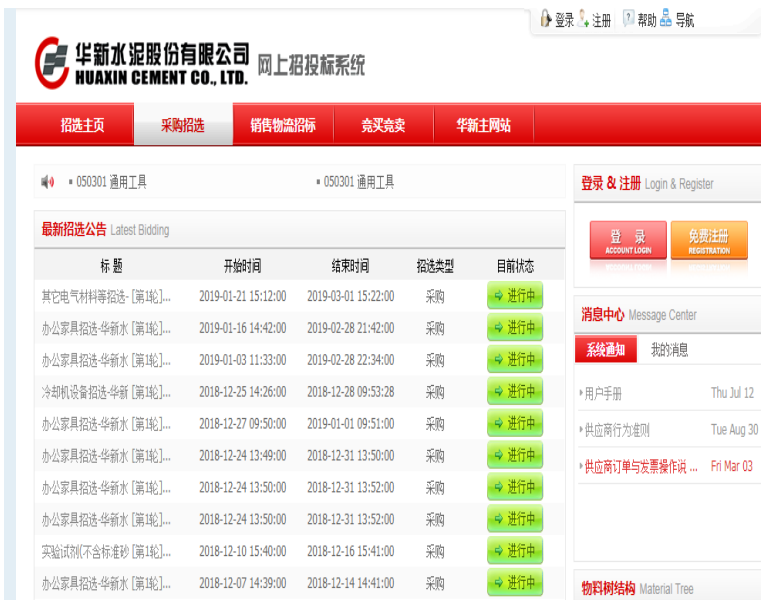 登录 注册 帮助 导航
华新水泥股份有限公司 网上招投标系统
HUAXIN CEMENT CO., LTD.
招选主页 采购招选 销售物流招标 竞买竞卖 华新主网站
050301 通用工具 050301 通用工具
最新招选公告 Latest Bidding
标 题 开始时间 结束时间 招选类型 目前状态
其它电气材料等招选- [第1轮]... 2019-01-21 15:12:00 2019-03-01 15:22:00 采购 进行中
办公家具招选-华新水 [第1轮]... 2019-01-16 14:42:00 2019-02-28 21:42:00 采购 进行中
办公家具招选-华新水 [第1轮]... 2019-01-03 11:33:00 2019-02-28 22:34:00 采购 进行中
冷却机设备招选-华新 [第1轮]... 2018-12-25 14:26:00 2018-12-28 09:53:28 采购 进行中
办公家具招选-华新水 [第1轮]... 2018-12-27 09:50:00 2019-01-01 09:51:00 采购 进行中
办公家具招选-华新水 [第1轮]... 2018-12-24 13:49:00 2018-12-31 13:50:00 采购 进行中
办公家具招选-华新水 [第1轮]... 2018-12-24 13:50:00 2018-12-31 13:52:00 采购 进行中
办公家具招选-华新水 [第1轮]... 2018-12-24 13:50:00 2018-12-31 13:52:00 采购 进行中
实验试剂(不含标准砂 [第1轮]... 2018-12-10 15:40:00 2018-12-16 15:41:00 采购 进行中
办公家具招选-华新水 [第1轮]... 2018-12-07 14:39:00 2018-12-14 14:41:00 采购 进行中
登录 & 注册 Login & Register
登 录 免费注册
ACCOUNT LOGIN REGISTRATION
消息中心 Message Center
系统通知 我的消息
用户手册 Thu Jul 12
供应商行为准则 Tue Aug 30
供应商订单与发票操作说 ... Fri Mar 03
物料树结构 Material Tree